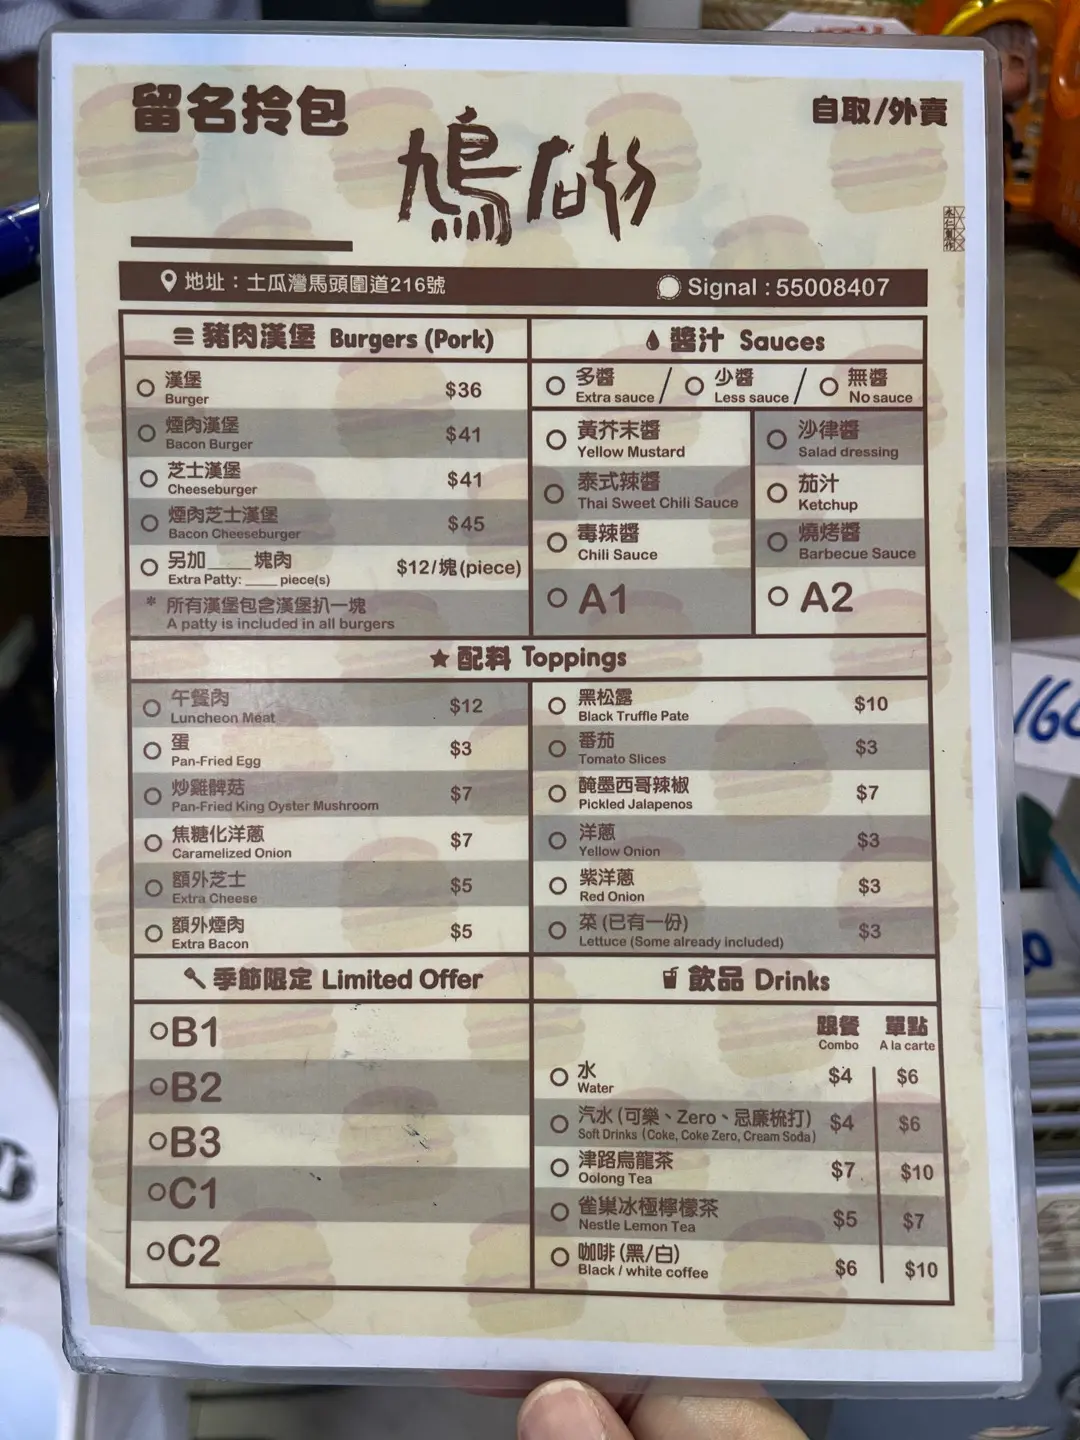 留名拎包
自取/外賣
地址：土瓜灣馬頭圍道216號
Signal : 55008407
豬肉漢堡 Burgers (Pork)
漢堡
Burger
$36
煙肉漢堡
Bacon Burger
$41
芝士漢堡
Cheeseburger
$41
煙肉芝士漢堡
Bacon Cheeseburger
$45
另加____塊肉
Extra Patty: ____ piece(s)
$12/塊(piece)
* 所有漢堡包含漢堡扒一塊
A patty is included in all burgers
醬汁 Sauces
多醬 / 少醬 / 無醬
Extra sauce / Less sauce / No sauce
黃芥末醬
Yellow Mustard
泰式辣醬
Thai Sweet Chili Sauce
毒辣醬
Chili Sauce
A1
沙律醬
Salad dressing
茄汁
Ketchup
燒烤醬
Barbecue Sauce
A2
★ 配料 Toppings
午餐肉
Luncheon Meat
$12
蛋
Pan-Fried Egg
$3
炒雞髀菇
Pan-Fried King Oyster Mushroom
$7
焦糖化洋蔥
Caramelized Onion
$7
額外芝士
Extra Cheese
$5
額外煙肉
Extra Bacon
$5
黑松露
Black Truffle Pate
$10
番茄
Tomato Slices
$3
醃墨西哥辣椒
Pickled Jalapenos
$7
洋蔥
Yellow Onion
$3
紫洋蔥
Red Onion
$3
菜 (已有一份)
Lettuce (Some already included)
$3
季節限定 Limited Offer
B1
B2
B3
C1
C2
飲品 Drinks
跟餐 單點
Combo A la carte
水
Water
$4 $6
汽水 (可樂、Zero、忌廉梳打)
Soft Drinks (Coke, Coke Zero, Cream Soda)
$4 $6
津路烏龍茶
Oolong Tea
$7 $10
雀巢冰極檸檬茶
Nestle Lemon Tea
$5 $7
咖啡 (黑/白)
Black / white coffee
$6 $10